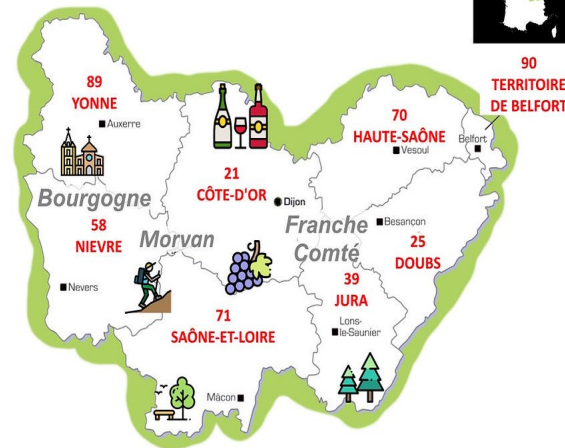 90
TERRITOIRE
DE BELFORT
89
YONNE
Auxerre
70
HAUTE-SAÔNE
Vesoul
Belfort
21
CÔTE-D'OR
Dijon
Bourgogne
58
NIEVRE
Nevers
Morvan
Franche
Comté
Besançon
25
DOUBS
39
JURA
Lons-
le-Saunier
71
SAÔNE-ET-LOIRE
Mâcon